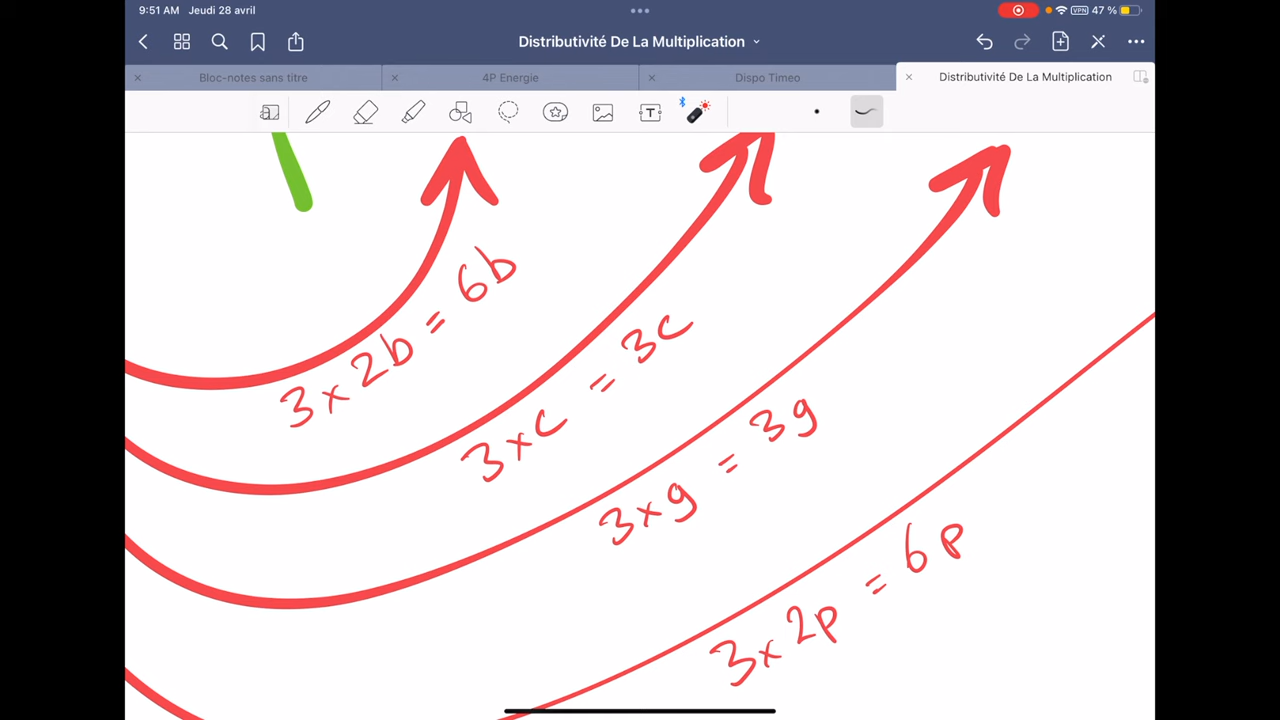 9:51 AM Jeudi 28 avril
VPN 47 %
Distributivité De La Multiplication
Bloc-notes sans titre
4P Energie
Dispo Timeo
Distributivité De La Multiplication
T
3 x 2b = 6b
3 x c = 3c
3 x g = 3g
3 x 2p = 6p